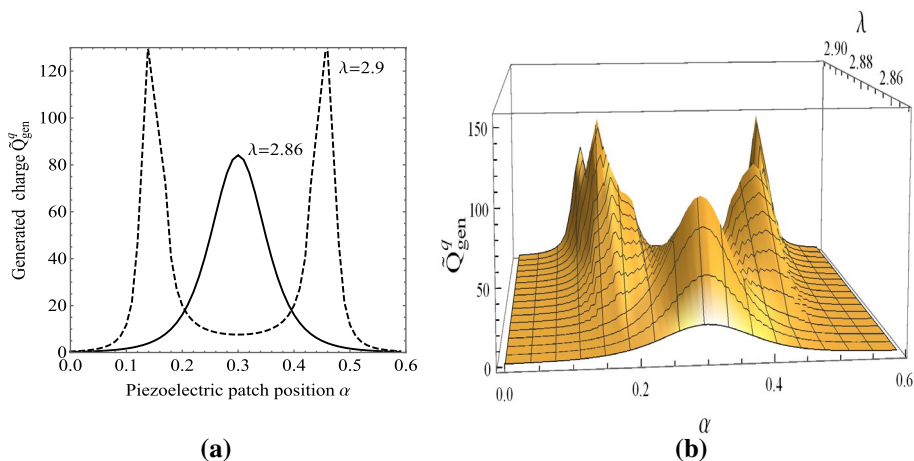 120
100
80
60
40
20
0
0.0 0.1 0.2 0.3 0.4 0.5 0.6
Generated charge Q̃^q_gen
Piezoelectric patch position α
λ=2.9
λ=2.86
(a)
λ
2.90
2.88
2.86
150
100
50
0
Q̃^q_gen
0.0 0.2 0.4 0.6
α
(b)